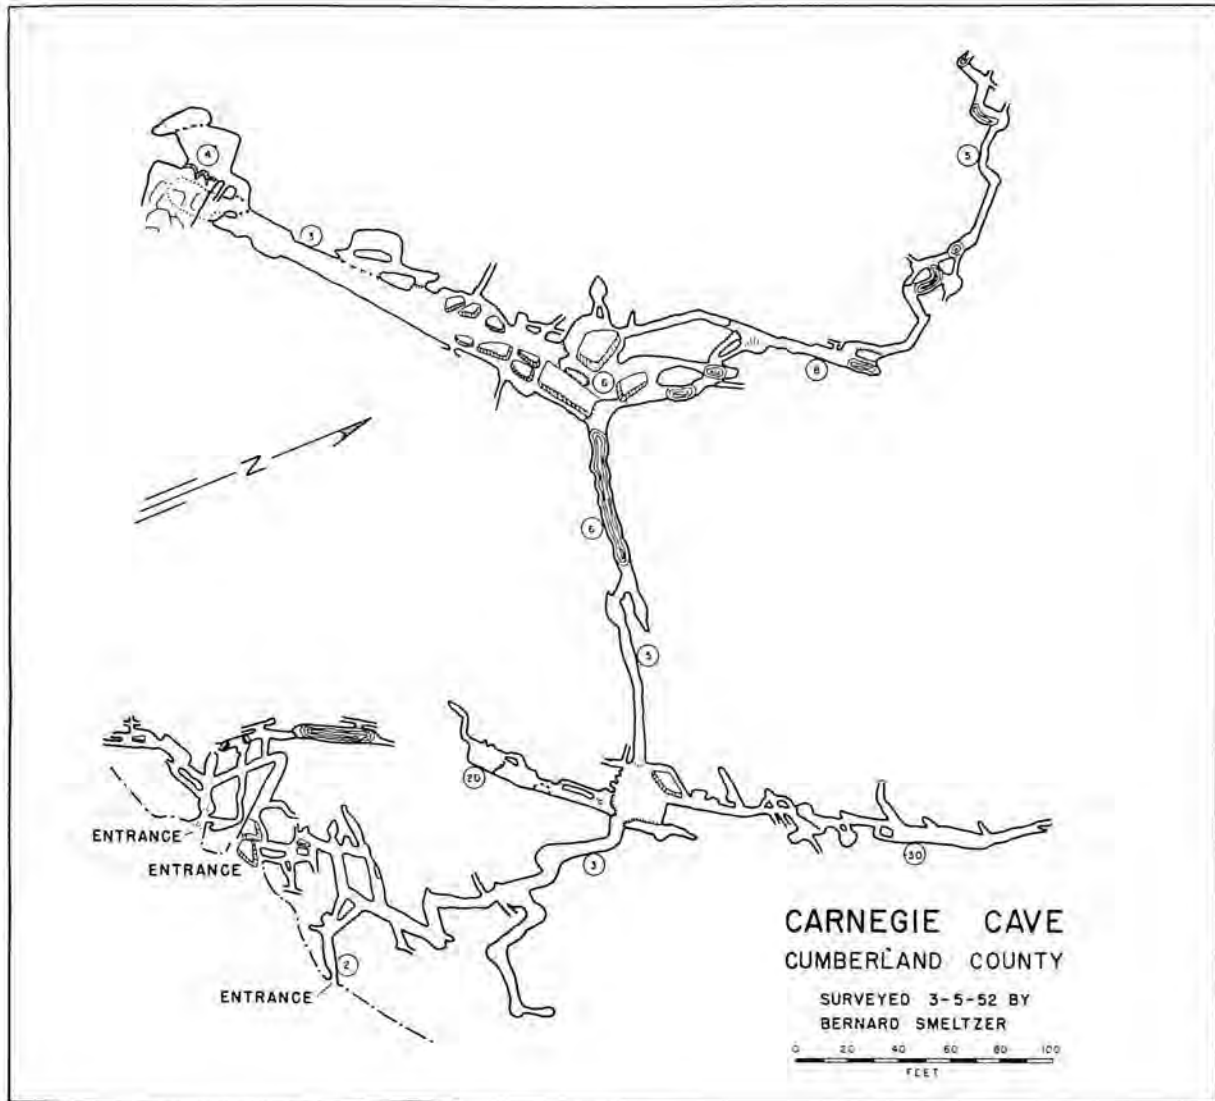 4
5
3
5
6
8
N
6
5
20
ENTRANCE
ENTRANCE
3
30
2
ENTRANCE
CARNEGIE CAVE
CUMBERLAND COUNTY
SURVEYED 3-5-52 BY
BERNARD SMELTZER
0 20 40 60 80 100
FEET